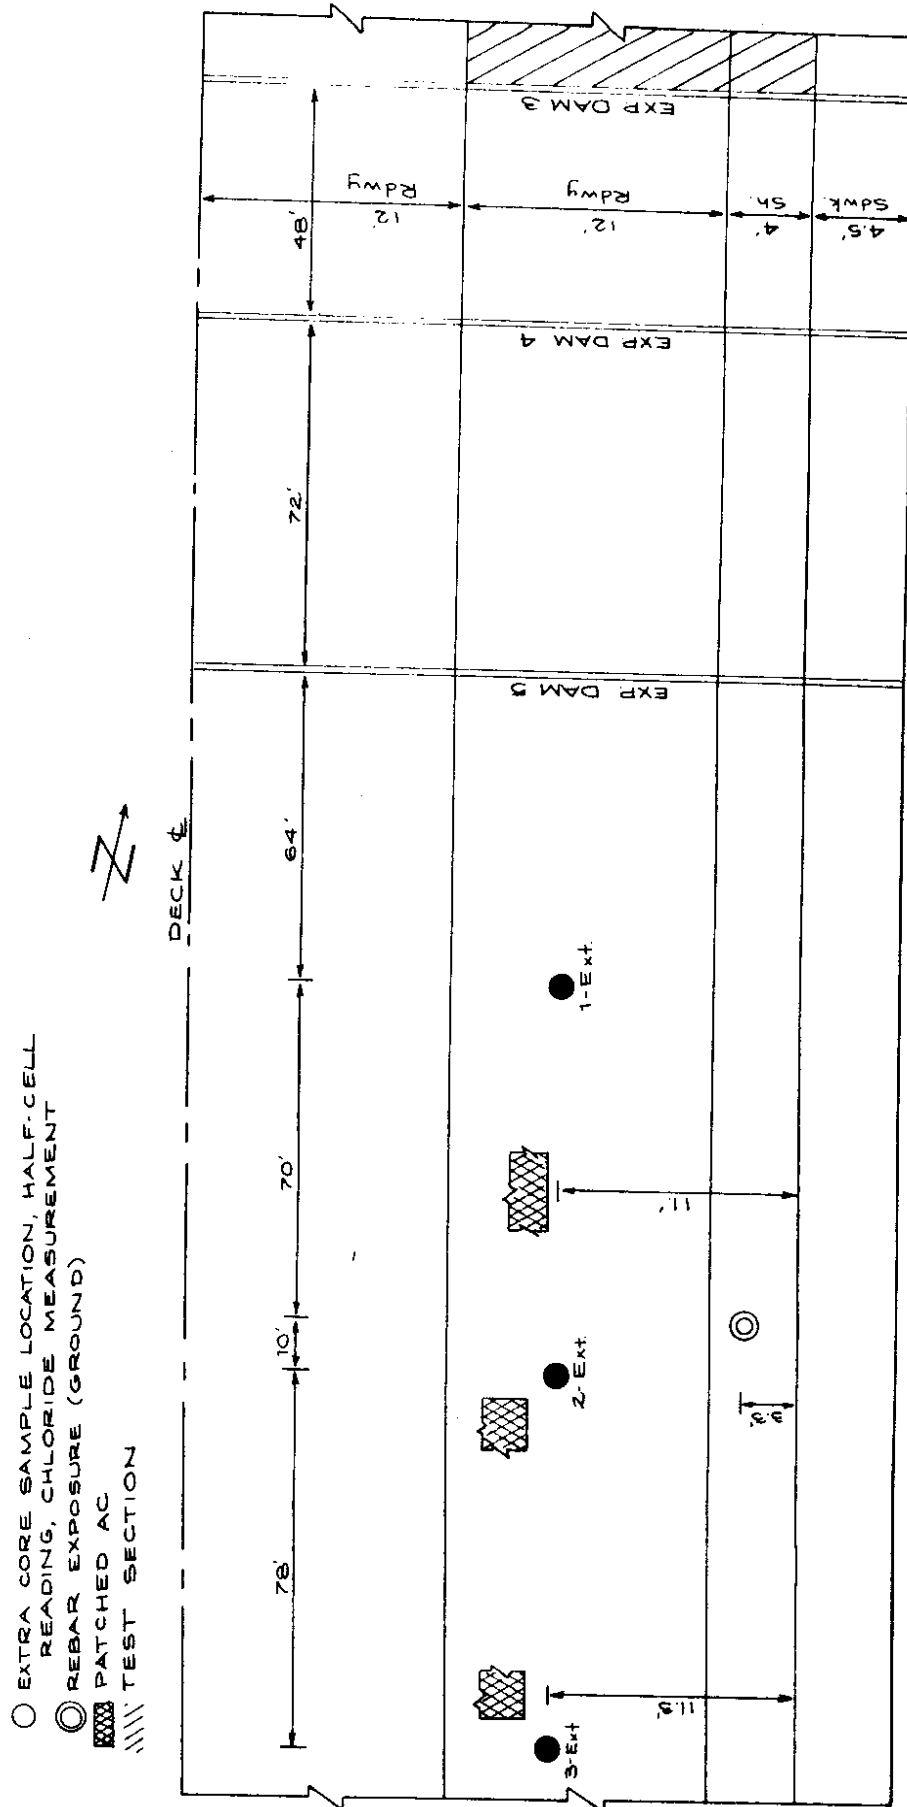 EXTRA CORE SAMPLE LOCATION, HALF-CELL
READING, CHLORIDE MEASUREMENT
REBAR EXPOSURE (GROUND)
PATCHED AC
TEST SECTION
N
DECK ℄
78'
10'
70'
64'
72'
48'
12'
Rdwy
12'
Rdwy
4'
Sh.
4.5'
Sdwk.
EXP. DAM 3
EXP. DAM 4
EXP. DAM 5
1-Ext.
2-Ext.
3-Ext
11'
3.3'
11.5'